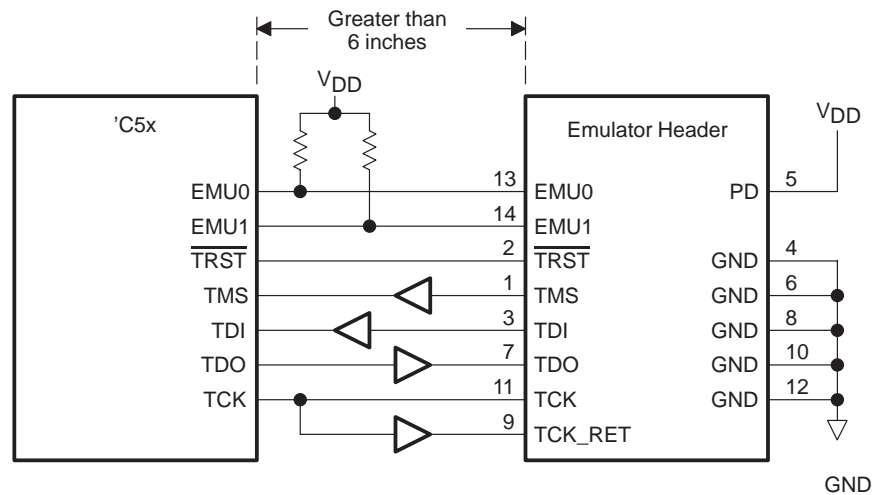 Greater than
6 inches
VDD
'C5x
Emulator Header
VDD
EMU0 13 EMU0 PD 5
EMU1 14 EMU1
TRST 2 TRST GND 4
TMS 1 TMS GND 6
TDI 3 TDI GND 8
TDO 7 TDO GND 10
TCK 11 TCK GND 12
9 TCK_RET
GND